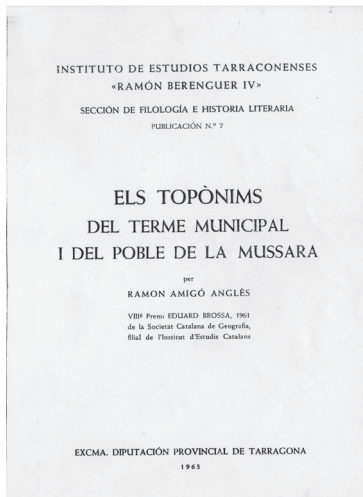 INSTITUTO DE ESTUDIOS TARRACONENSES
«RAMÓN BERENGUER IV»
SECCIÓN DE FILOLOGÍA E HISTORIA LITERARIA
PUBLICACIÓN N.º 7
ELS TOPÒNIMS
DEL TERME MUNICIPAL
I DEL POBLE DE LA MUSSARA
per
RAMON AMIGÓ ANGLÈS
VIIIè Premi EDUARD BROSSA, 1961
de la Societat Catalana de Geografia,
filial de l'Institut d'Estudis Catalans
EXCMA. DIPUTACIÓN PROVINCIAL DE TARRAGONA
1963